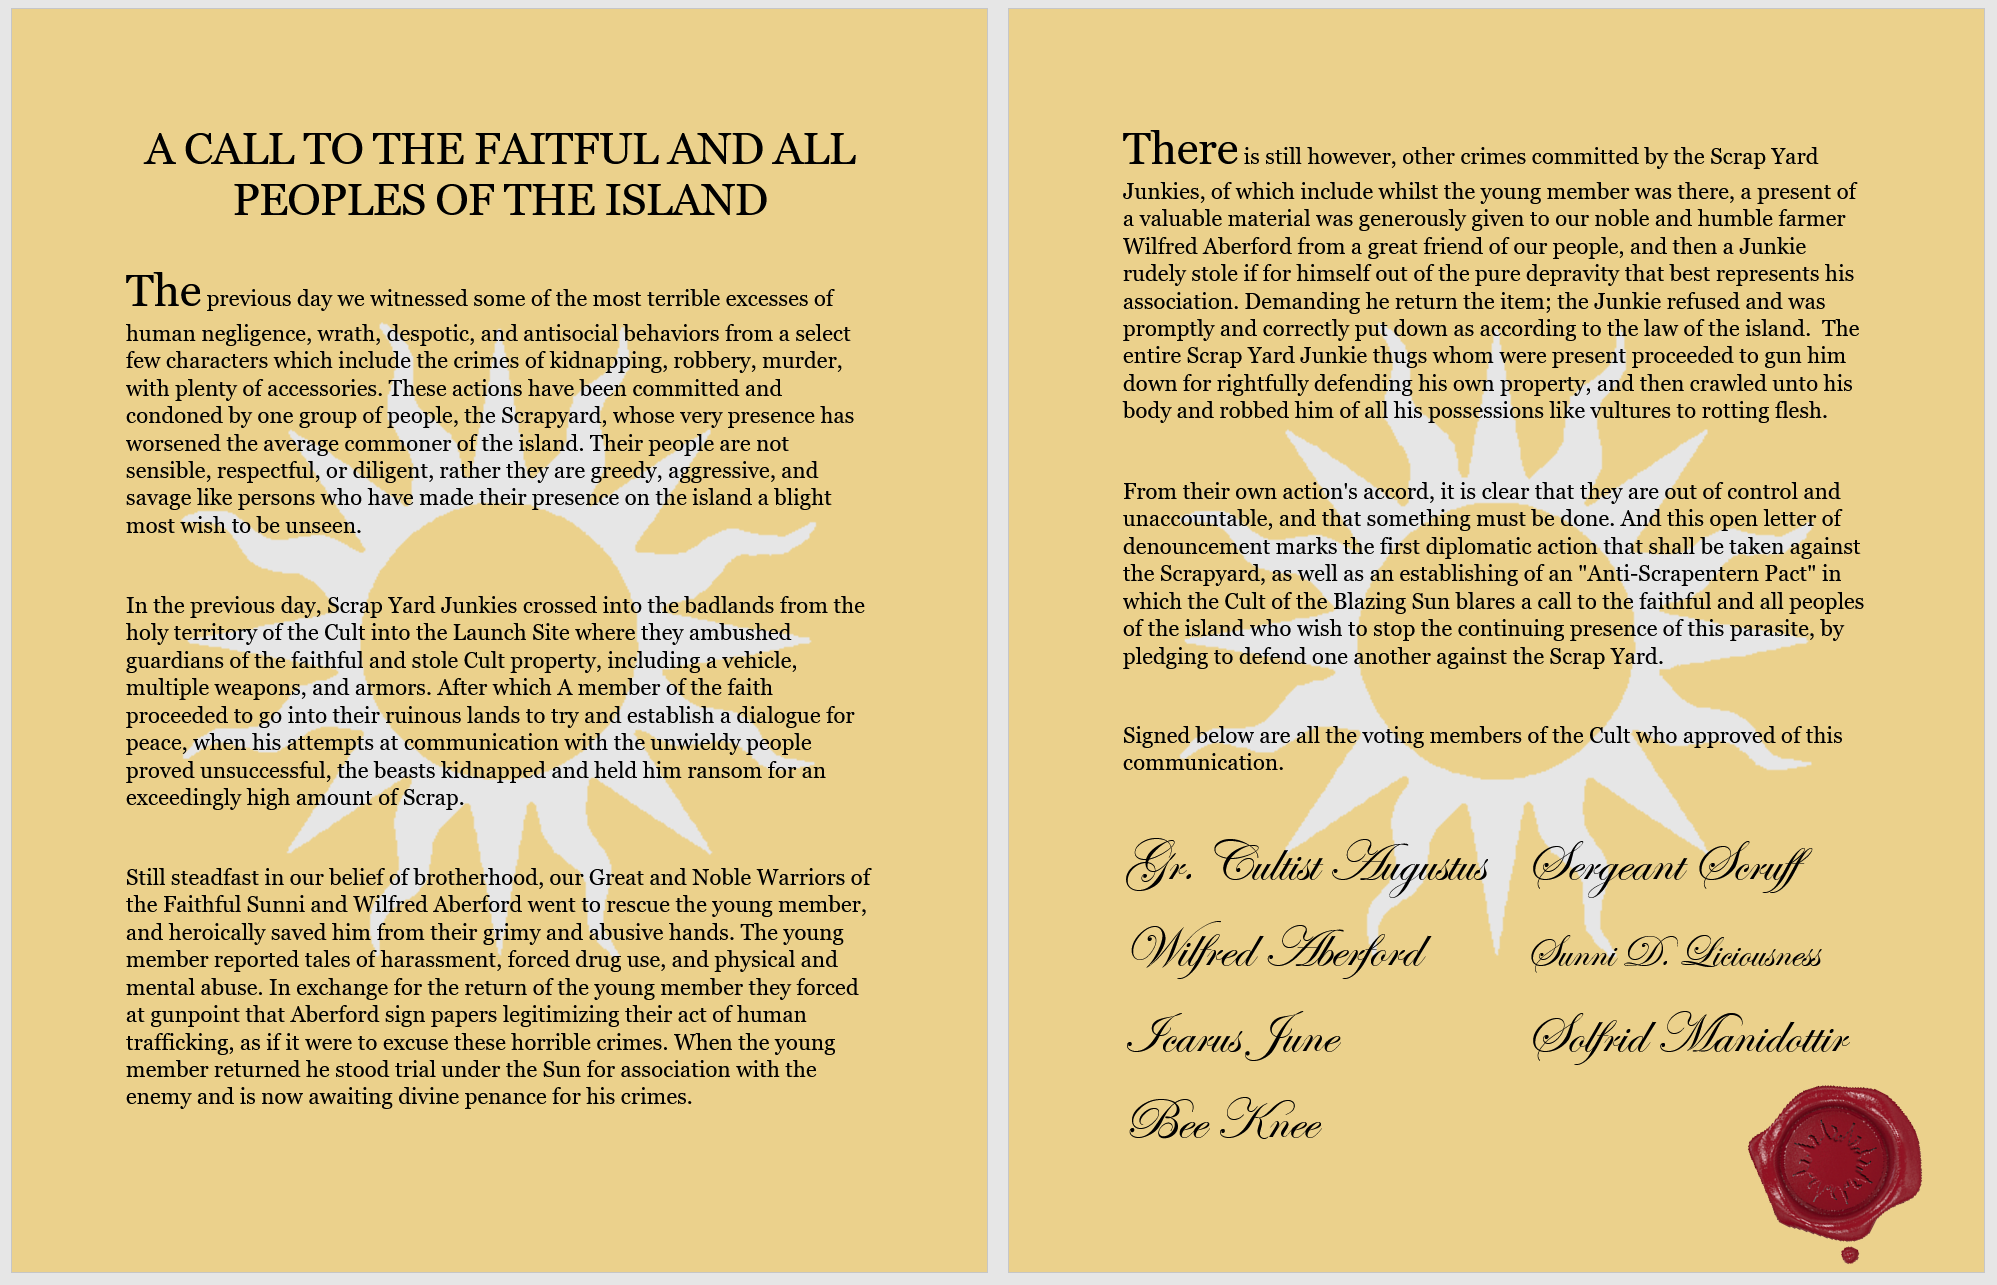 A CALL TO THE FAITFUL AND ALL
PEOPLES OF THE ISLAND
The previous day we witnessed some of the most terrible excesses of
human negligence, wrath, despotic, and antisocial behaviors from a select
few characters which include the crimes of kidnapping, robbery, murder,
with plenty of accessories. These actions have been committed and
condoned by one group of people, the Scrapyard, whose very presence has
worsened the average commoner of the island. Their people are not
sensible, respectful, or diligent, rather they are greedy, aggressive, and
savage like persons who have made their presence on the island a blight
most wish to be unseen.
In the previous day, Scrap Yard Junkies crossed into the badlands from the
holy territory of the Cult into the Launch Site where they ambushed
guardians of the faithful and stole Cult property, including a vehicle,
multiple weapons, and armors. After which A member of the faith
proceeded to go into their ruinous lands to try and establish a dialogue for
peace, when his attempts at communication with the unwieldy people
proved unsuccessful, the beasts kidnapped and held him ransom for an
exceedingly high amount of Scrap.
Still steadfast in our belief of brotherhood, our Great and Noble Warriors of
the Faithful Sunni and Wilfred Aberford went to rescue the young member,
and heroically saved him from their grimy and abusive hands. The young
member reported tales of harassment, forced drug use, and physical and
mental abuse. In exchange for the return of the young member they forced
at gunpoint that Aberford sign papers legitimizing their act of human
trafficking, as if it were to excuse these horrible crimes. When the young
member returned he stood trial under the Sun for association with the
enemy and is now awaiting divine penance for his crimes.
There is still however, other crimes committed by the Scrap Yard
Junkies, of which include whilst the young member was there, a present of
a valuable material was generously given to our noble and humble farmer
Wilfred Aberford from a great friend of our people, and then a Junkie
rudely stole if for himself out of the pure depravity that best represents his
association. Demanding he return the item; the Junkie refused and was
promptly and correctly put down as according to the law of the island.  The
entire Scrap Yard Junkie thugs whom were present proceeded to gun him
down for rightfully defending his own property, and then crawled unto his
body and robbed him of all his possessions like vultures to rotting flesh.
From their own action's accord, it is clear that they are out of control and
unaccountable, and that something must be done. And this open letter of
denouncement marks the first diplomatic action that shall be taken against
the Scrapyard, as well as an establishing of an "Anti-Scrapentern Pact" in
which the Cult of the Blazing Sun blares a call to the faithful and all peoples
of the island who wish to stop the continuing presence of this parasite, by
pledging to defend one another against the Scrap Yard.
Signed below are all the voting members of the Cult who approved of this
communication.
Gr. Cultist Augustus
Sergeant Scruff
Wilfred Aberford
Sunni D. Liciousness
Icarus June
Solfrid Manidottir
Bee Knee